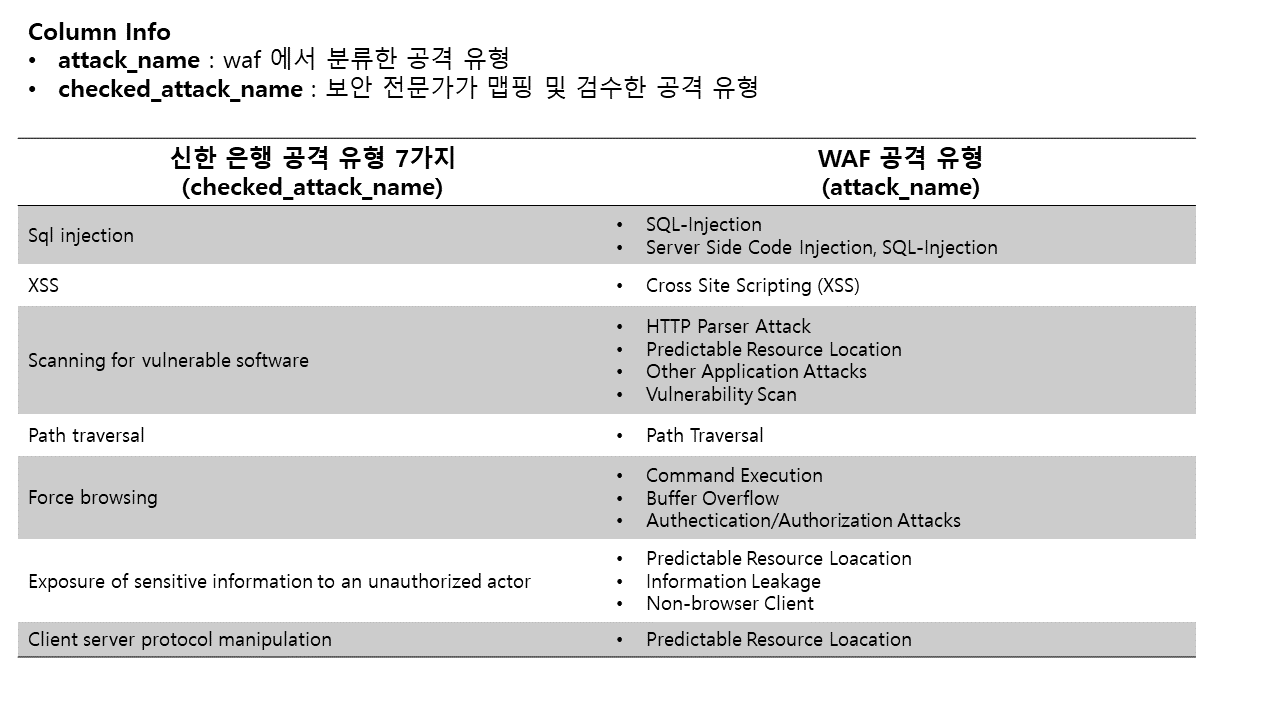 Column Info
• attack_name : waf 에서 분류한 공격 유형
• checked_attack_name : 보안 전문가가 맵핑 및 검수한 공격 유형
신한 은행 공격 유형 7가지
(checked_attack_name)
WAF 공격 유형
(attack_name)
Sql injection
• SQL-Injection
• Server Side Code Injection, SQL-Injection
XSS
• Cross Site Scripting (XSS)
Scanning for vulnerable software
• HTTP Parser Attack
• Predictable Resource Location
• Other Application Attacks
• Vulnerability Scan
Path traversal
• Path Traversal
Force browsing
• Command Execution
• Buffer Overflow
• Authectication/Authorization Attacks
Exposure of sensitive information to an unauthorized actor
• Predictable Resource Loacation
• Information Leakage
• Non-browser Client
Client server protocol manipulation
• Predictable Resource Loacation